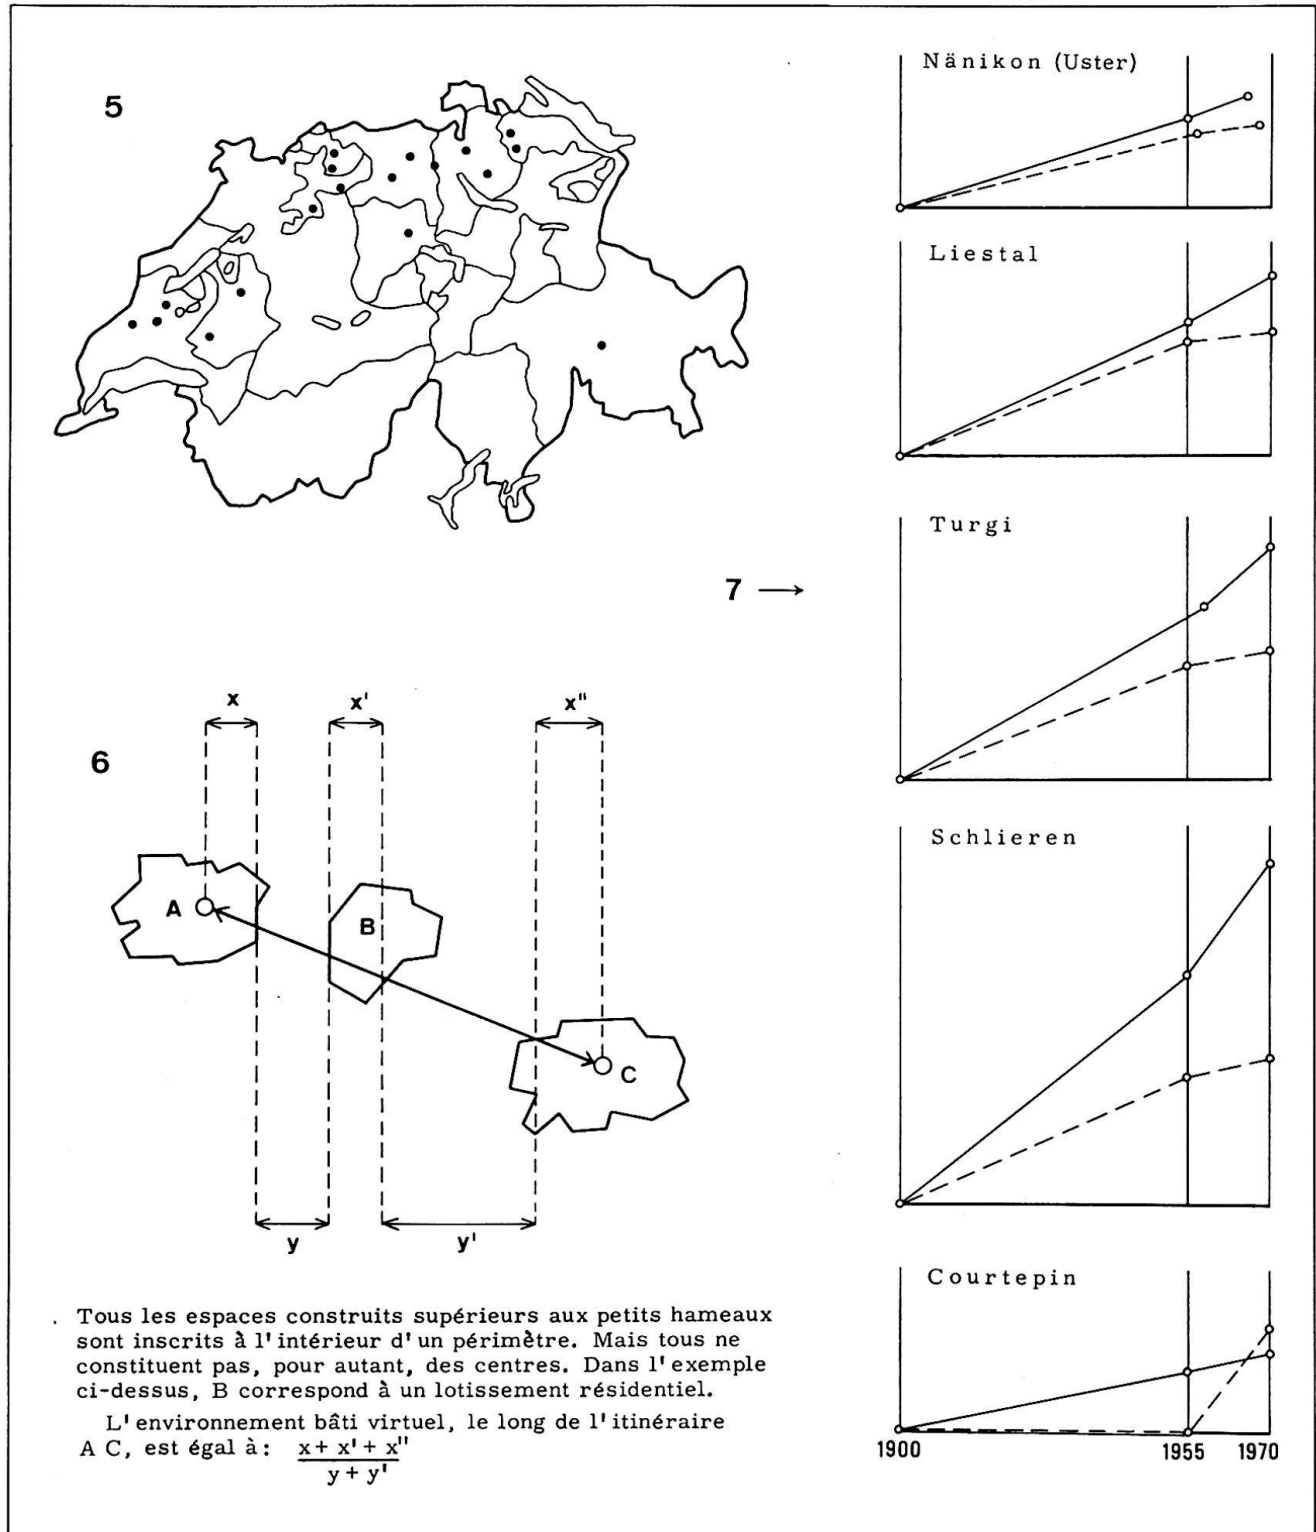 5
Nänikon (Uster)
Liestal
Turgi
7 →
Schlieren
Courtepin
1900 1955 1970
6
x x' x"
A B C
y y'
Tous les espaces construits supérieurs aux petits hameaux
sont inscrits à l'intérieur d'un périmètre. Mais tous ne
constituent pas, pour autant, des centres. Dans l'exemple
ci-dessus, B correspond à un lotissement résidentiel.
L'environnement bâti virtuel, le long de l'itinéraire
A C, est égal à: x + x' + x"
y + y'